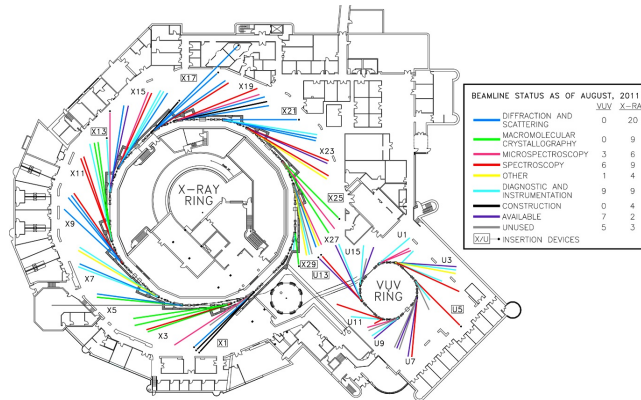 X17
X19
X15
X21
X13
X23
X11
X-RAY
RING
X25
X9
X27
U1
U15
U3
X29
U13
X7
VUV
RING
X5
U5
X3
U11
X1
U9
U7
BEAMLINE STATUS AS OF AUGUST, 2011
VUV X-RA
DIFFRACTION AND
SCATTERING 0 20
MACROMOLECULAR
CRYSTALLOGRAPHY 0 9
MICROSPECTROSCOPY 3 6
SPECTROSCOPY 6 9
OTHER 1 4
DIAGNOSTIC AND
INSTRUMENTATION 9 9
CONSTRUCTION 0 4
AVAILABLE 7 2
UNUSED 5 3
X/U INSERTION DEVICES